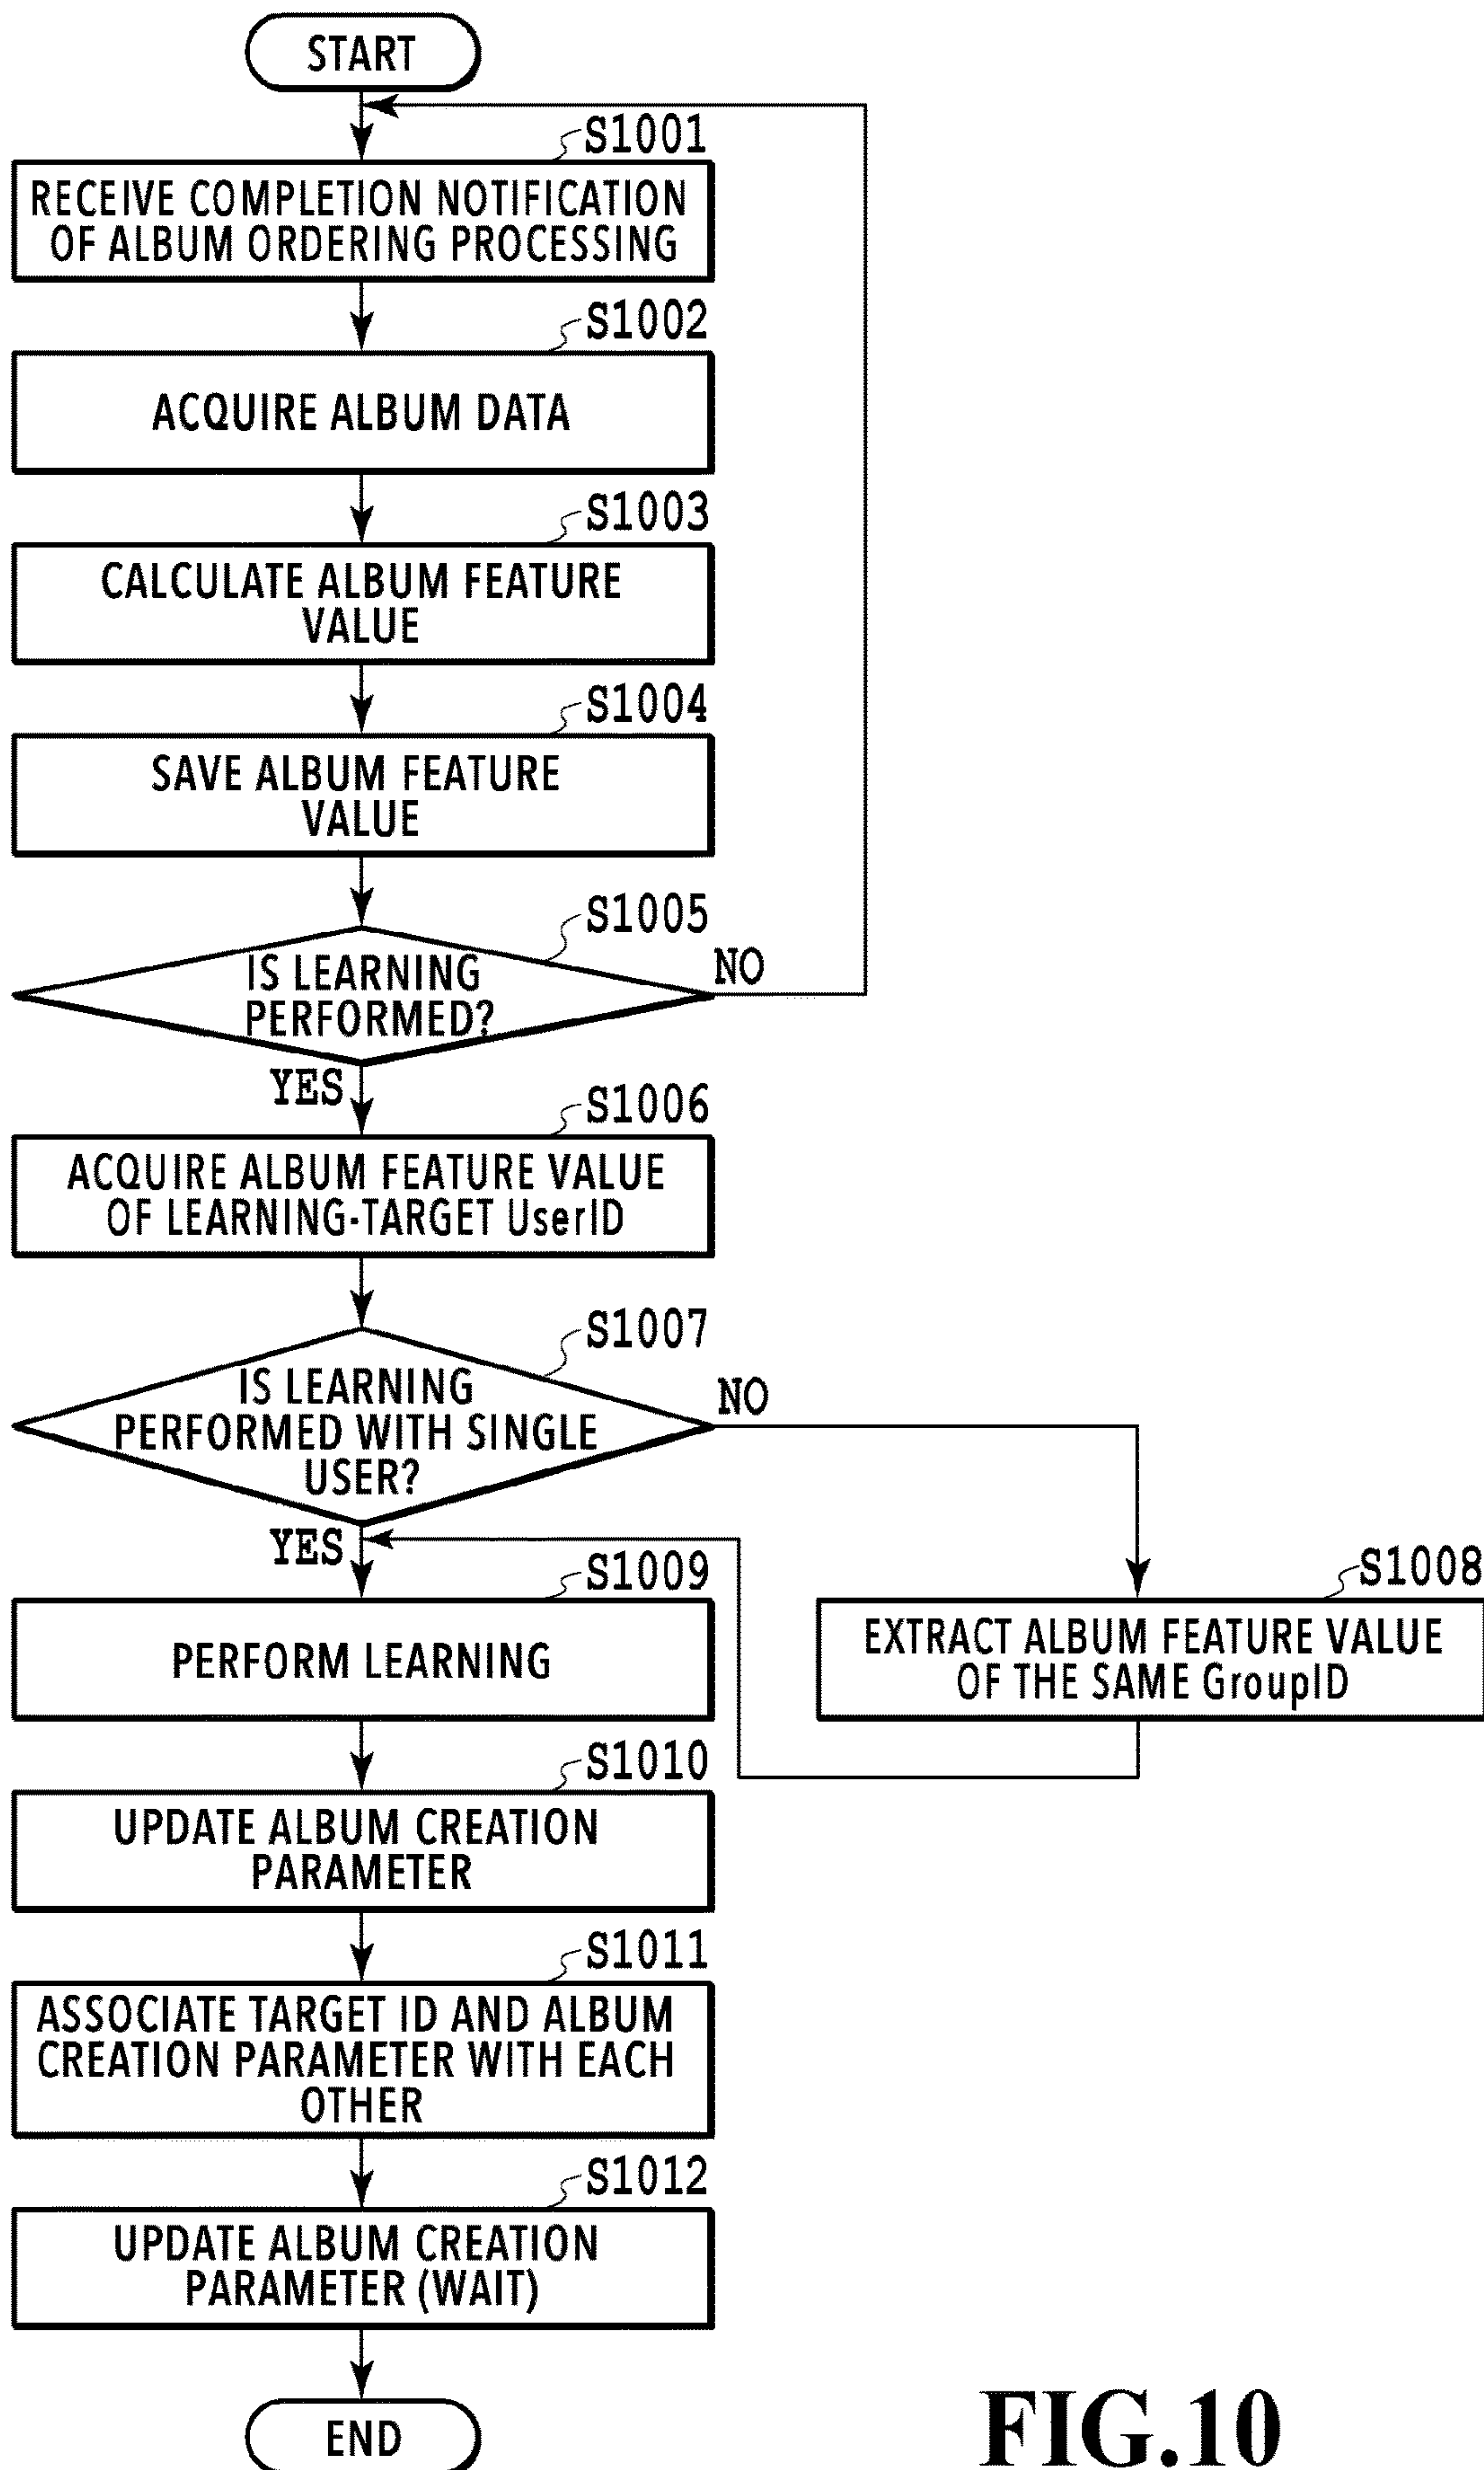 START
S1001
RECEIVE COMPLETION NOTIFICATION
OF ALBUM ORDERING PROCESSING
S1002
ACQUIRE ALBUM DATA
S1003
CALCULATE ALBUM FEATURE
VALUE
S1004
SAVE ALBUM FEATURE
VALUE
S1005
IS LEARNING
PERFORMED?
NO
YES
S1006
ACQUIRE ALBUM FEATURE VALUE
OF LEARNING-TARGET UserID
S1007
IS LEARNING
PERFORMED WITH SINGLE
USER?
NO
YES
S1008
EXTRACT ALBUM FEATURE VALUE
OF THE SAME GroupID
S1009
PERFORM LEARNING
S1010
UPDATE ALBUM CREATION
PARAMETER
S1011
ASSOCIATE TARGET ID AND ALBUM
CREATION PARAMETER WITH EACH
OTHER
S1012
UPDATE ALBUM CREATION
PARAMETER (WAIT)
END
FIG.10